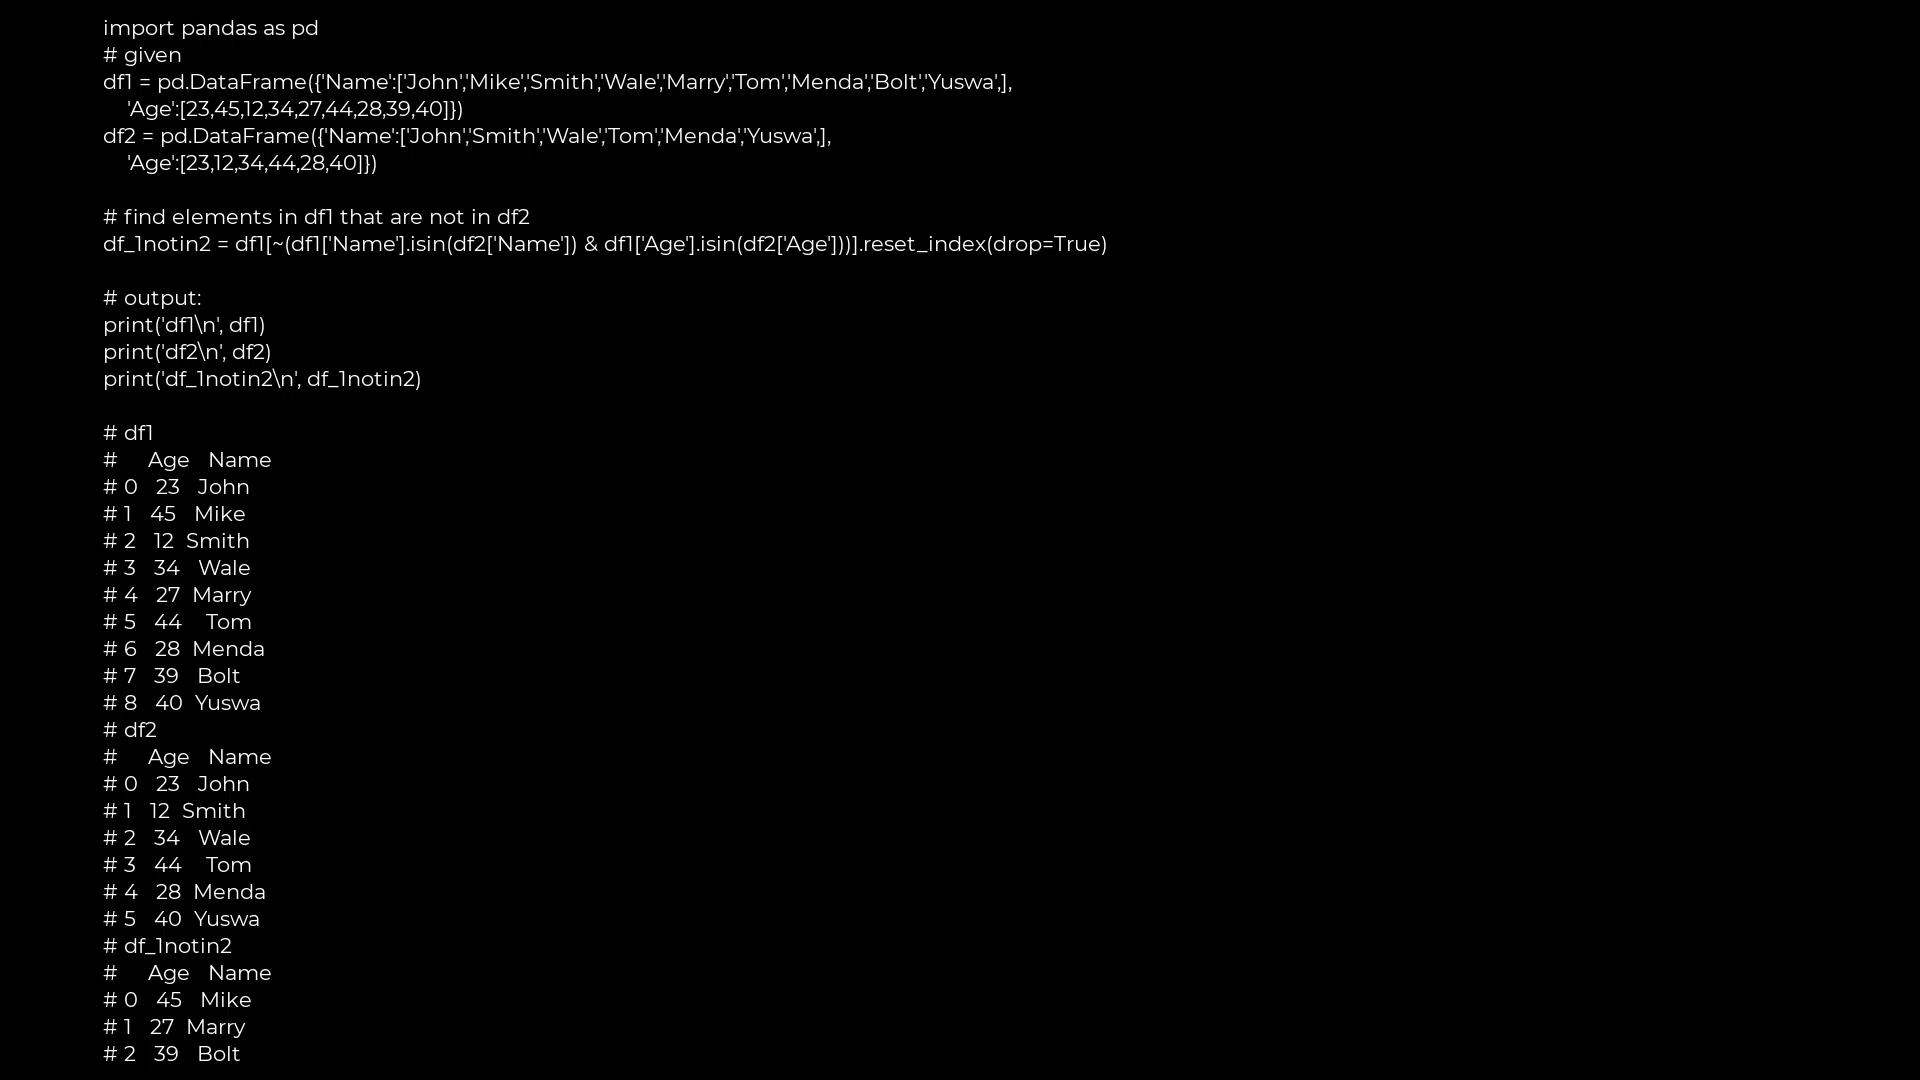 import pandas as pd
# given
df1 = pd.DataFrame({'Name':['John','Mike','Smith','Wale','Marry','Tom','Menda','Bolt','Yuswa',],
    'Age':[23,45,12,34,27,44,28,39,40]})
df2 = pd.DataFrame({'Name':['John','Smith','Wale','Tom','Menda','Yuswa',],
    'Age':[23,12,34,44,28,40]})
# find elements in df1 that are not in df2
df_1notin2 = df1[~(df1['Name'].isin(df2['Name']) & df1['Age'].isin(df2['Age']))].reset_index(drop=True)
# output:
print('df1\n', df1)
print('df2\n', df2)
print('df_1notin2\n', df_1notin2)
# df1
#     Age   Name
# 0   23   John
# 1   45   Mike
# 2   12  Smith
# 3   34   Wale
# 4   27  Marry
# 5   44    Tom
# 6   28  Menda
# 7   39   Bolt
# 8   40  Yuswa
# df2
#     Age   Name
# 0   23   John
# 1   12  Smith
# 2   34   Wale
# 3   44    Tom
# 4   28  Menda
# 5   40  Yuswa
# df_1notin2
#     Age   Name
# 0   45   Mike
# 1   27  Marry
# 2   39   Bolt